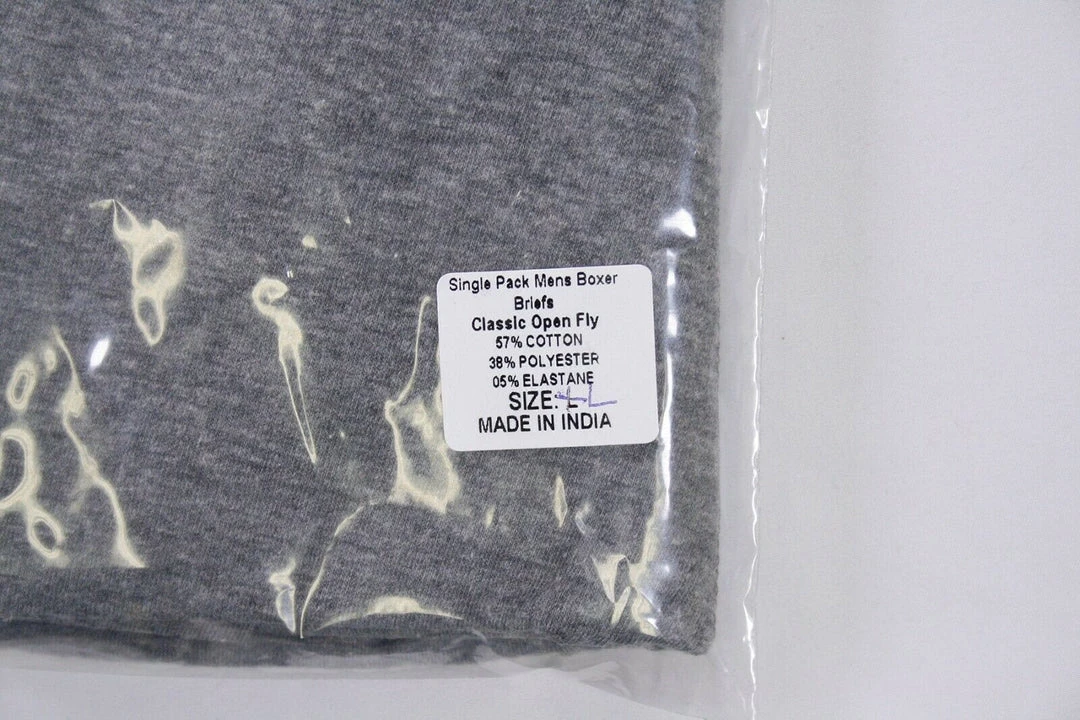 Single Pack Mens Boxer
Briefs
Classic Open Fly
57% COTTON
38% POLYESTER
05% ELASTANE
SIZE: L L
MADE IN INDIA